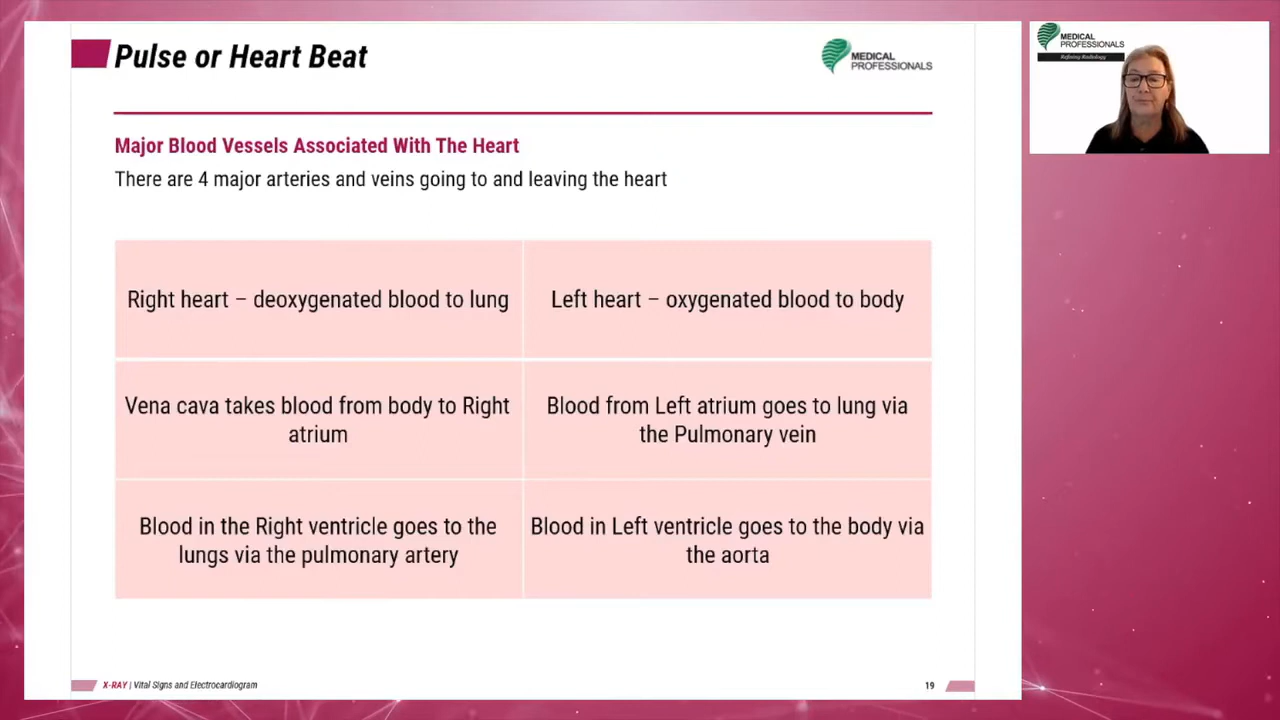 Pulse or Heart Beat
MEDICAL
PROFESSIONALS
Major Blood Vessels Associated With The Heart
There are 4 major arteries and veins going to and leaving the heart
Right heart – deoxygenated blood to lung
Left heart – oxygenated blood to body
Vena cava takes blood from body to Right
atrium
Blood from Left atrium goes to lung via
the Pulmonary vein
Blood in the Right ventricle goes to the
lungs via the pulmonary artery
Blood in Left ventricle goes to the body via
the aorta
X-RAY | Vital Signs and Electrocardiogram
19
MEDICAL
PROFESSIONALS
Refining Radiology